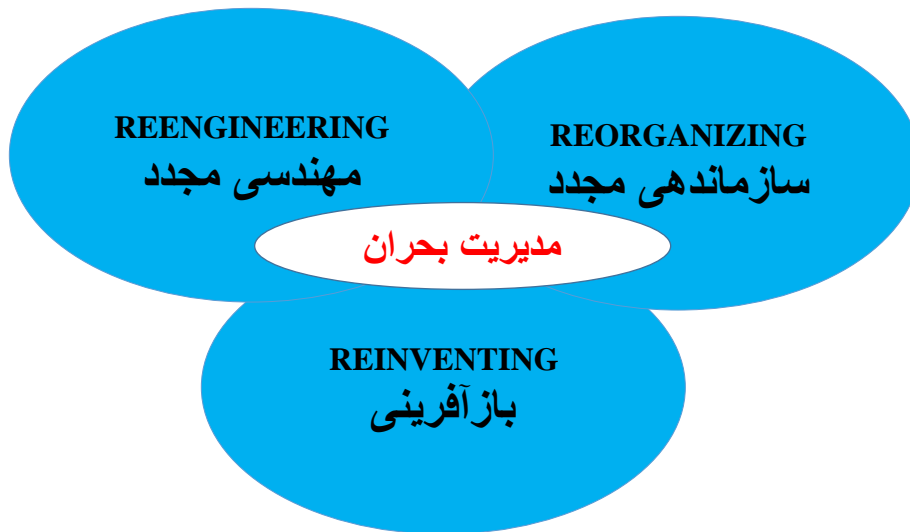 REENGINEERING
مهندسی مجدد
REORGANIZING
سازماندهی مجدد
مدیریت بحران
REINVENTING
بازآفرینی